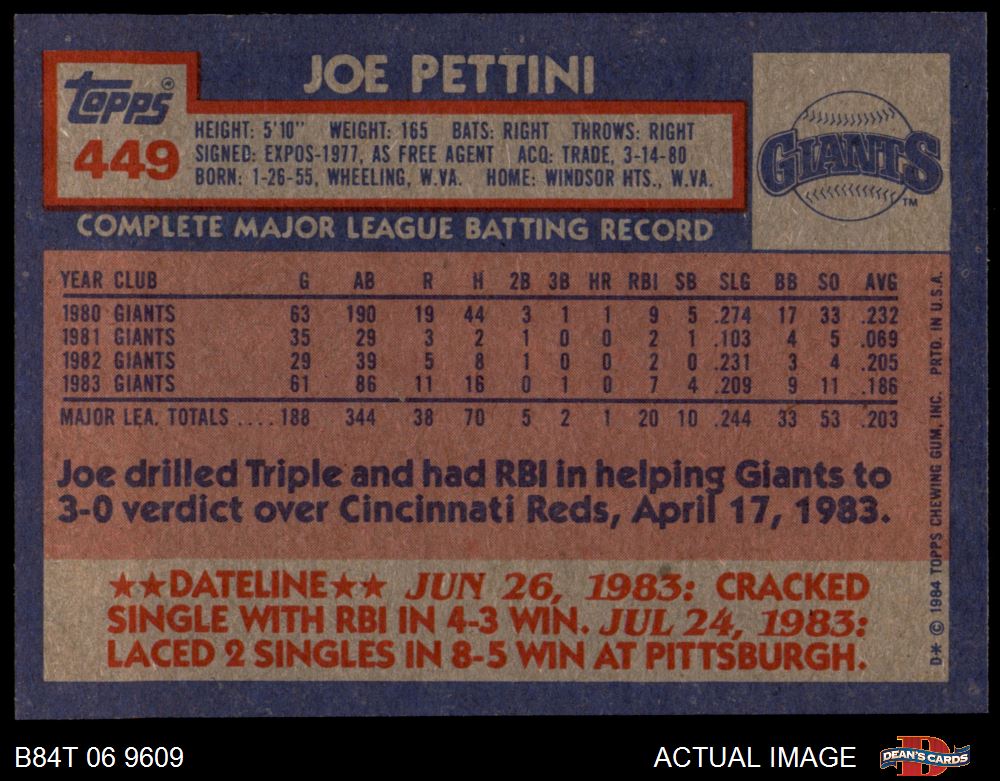 JOE PETTINI
Topps®
449
HEIGHT: 5'10" WEIGHT: 165 BATS: RIGHT THROWS: RIGHT
SIGNED: EXPOS-1977, AS FREE AGENT ACQ: TRADE, 3-14-80
BORN: 1-26-55, WHEELING, W.VA. HOME: WINDSOR HTS., W.VA.
GIANTS
TM
COMPLETE MAJOR LEAGUE BATTING RECORD
YEAR CLUB G AB R H 2B 3B HR RBI SB SLG BB SO AVG
1980 GIANTS 63 190 19 44 3 1 1 9 5 .274 17 33 .232
1981 GIANTS 35 29 3 2 1 0 0 2 1 .103 4 5 .069
1982 GIANTS 29 39 5 8 1 0 0 2 0 .231 3 4 .205
1983 GIANTS 61 86 11 16 0 1 0 7 4 .209 9 11 .186
MAJOR LEA. TOTALS ....188 344 38 70 5 2 1 20 10 .244 33 53 .203
Joe drilled Triple and had RBI in helping Giants to
3-0 verdict over Cincinnati Reds, April 17, 1983.
★★DATELINE★★ JUN 26, 1983: CRACKED
SINGLE WITH RBI IN 4-3 WIN. JUL 24, 1983:
LACED 2 SINGLES IN 8-5 WIN AT PITTSBURGH.
D* © 1984 TOPPS CHEWING GUM, INC. PRTD. IN U.S.A.
B84T 06 9609
ACTUAL IMAGE
DEAN'S CARDS